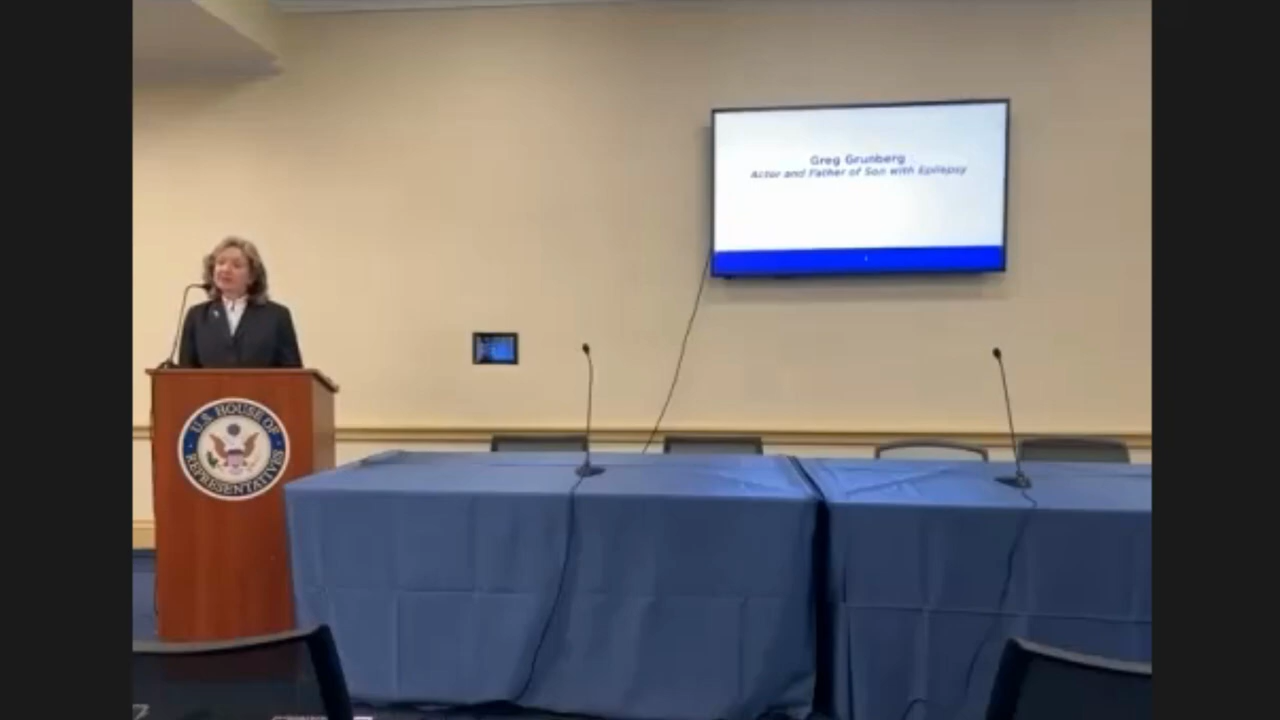 Greg Grunberg
Actor and Father of Son with Epilepsy
U.S. HOUSE OF
REPRESENTATIVES